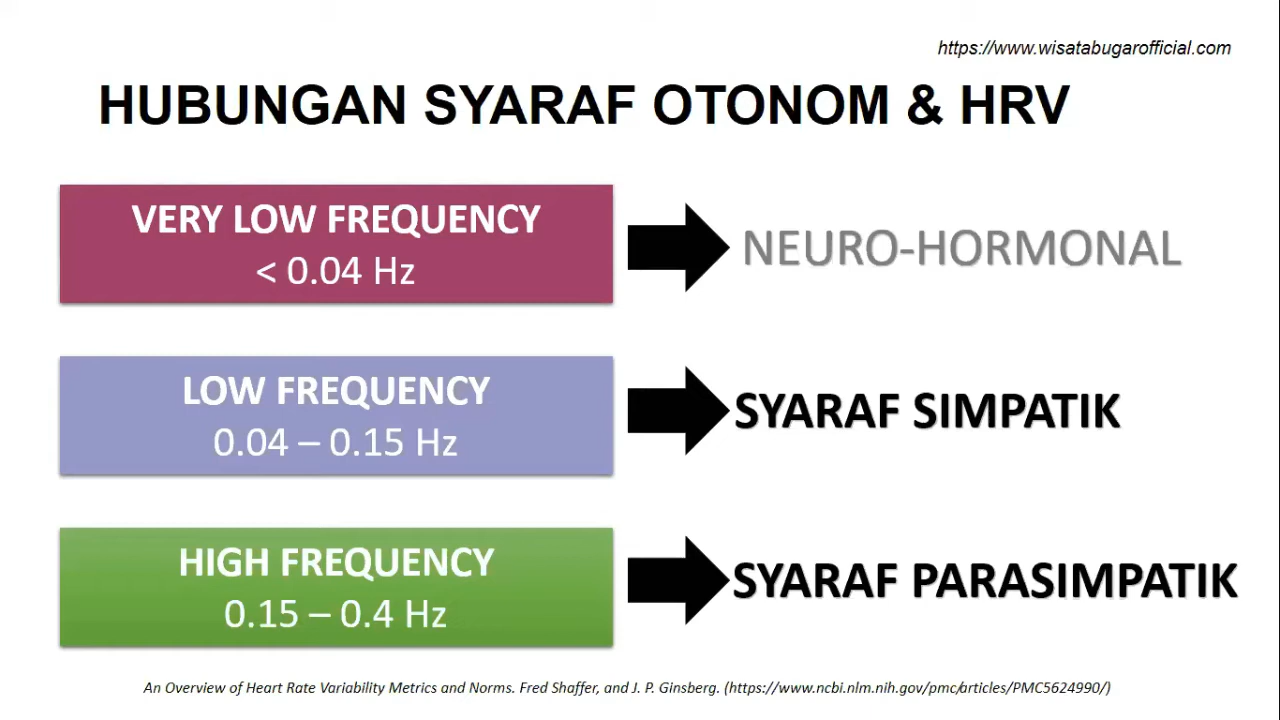 https://www.wisatabugarofficial.com
HUBUNGAN SYARAF OTONOM & HRV
VERY LOW FREQUENCY
< 0.04 Hz
NEURO-HORMONAL
LOW FREQUENCY
0.04 – 0.15 Hz
SYARAF SIMPATIK
HIGH FREQUENCY
0.15 – 0.4 Hz
SYARAF PARASIMPATIK
An Overview of Heart Rate Variability Metrics and Norms. Fred Shaffer, and J. P. Ginsberg. (https://www.ncbi.nlm.nih.gov/pmc/articles/PMC5624990/)